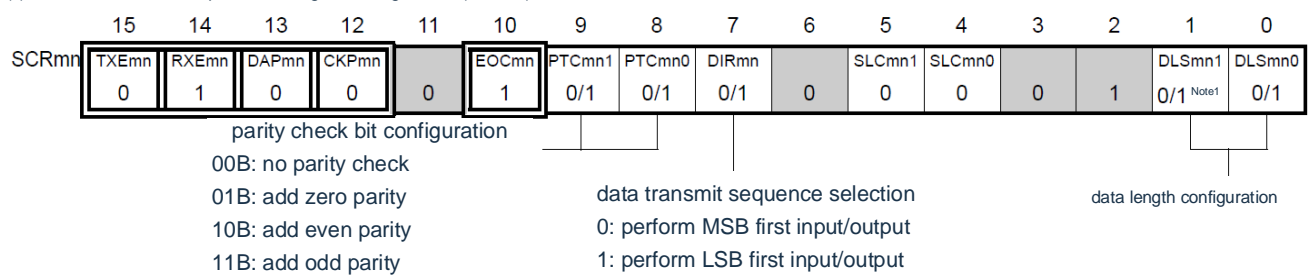 15 14 13 12 11 10 9 8 7 6 5 4 3 2 1 0
SCRmn TXEmn RXEmn DAPmn CKPmn EOCmn PTCmn1 PTCmn0 DIRmn SLCmn1 SLCmn0 DLSmn1 DLSmn0
0 1 0 0 0 1 0/1 0/1 0/1 0 0 0 0 1 0/1 Note1 0/1
parity check bit configuration
00B: no parity check
01B: add zero parity
10B: add even parity
11B: add odd parity
data transmit sequence selection
0: perform MSB first input/output
1: perform LSB first input/output
data length configuration